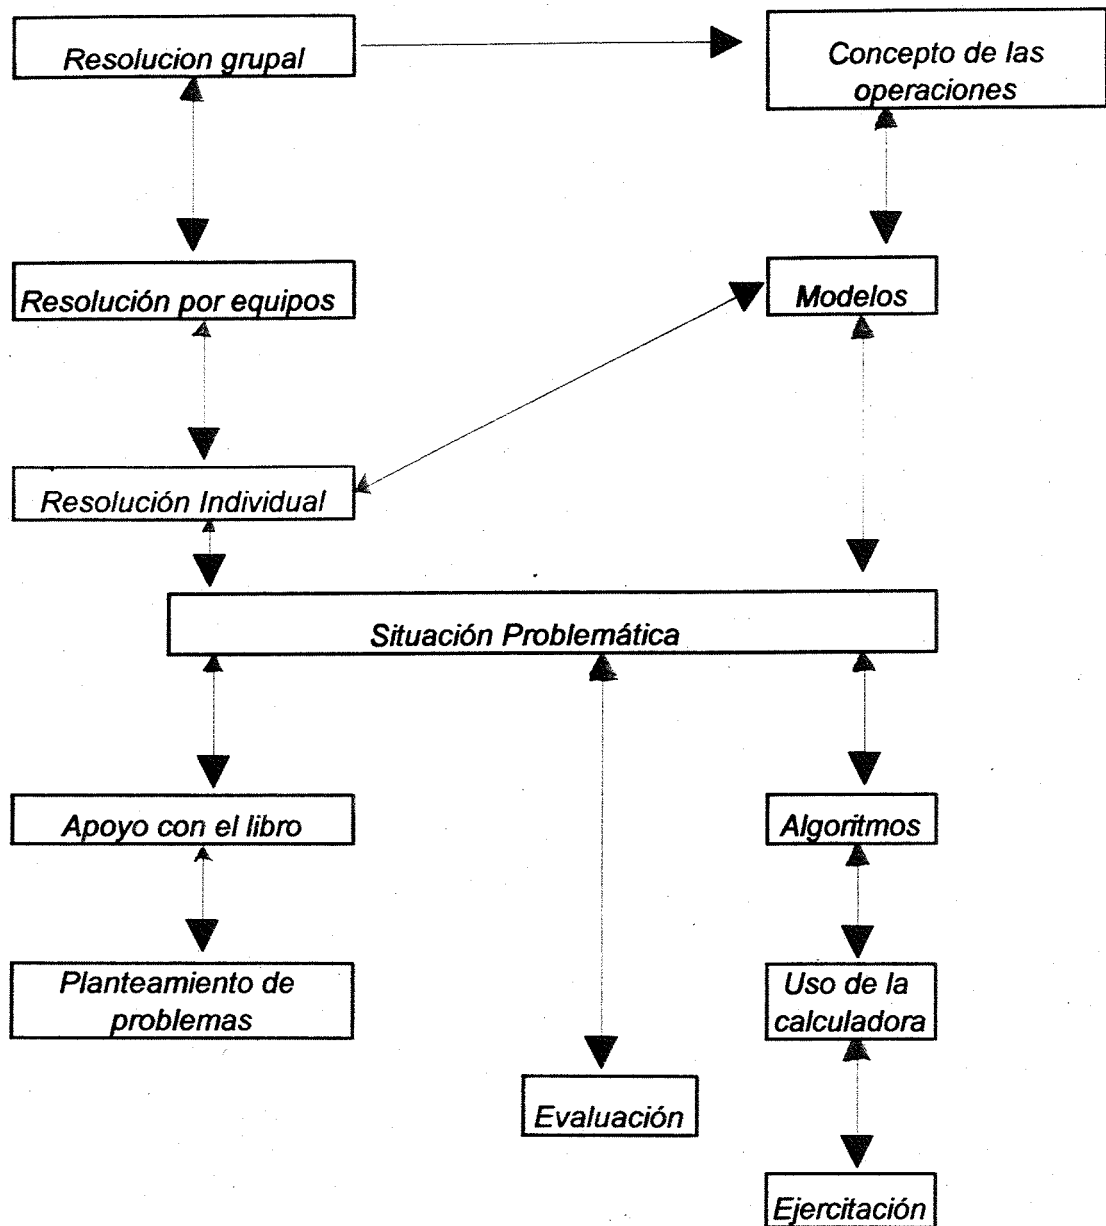 Resolucion grupal
Concepto de las
operaciones
Resolución por equipos
Modelos
Resolución Individual
Situación Problemática
Apoyo con el libro
Algoritmos
Planteamiento de
problemas
Uso de la
calculadora
Evaluación
Ejercitación